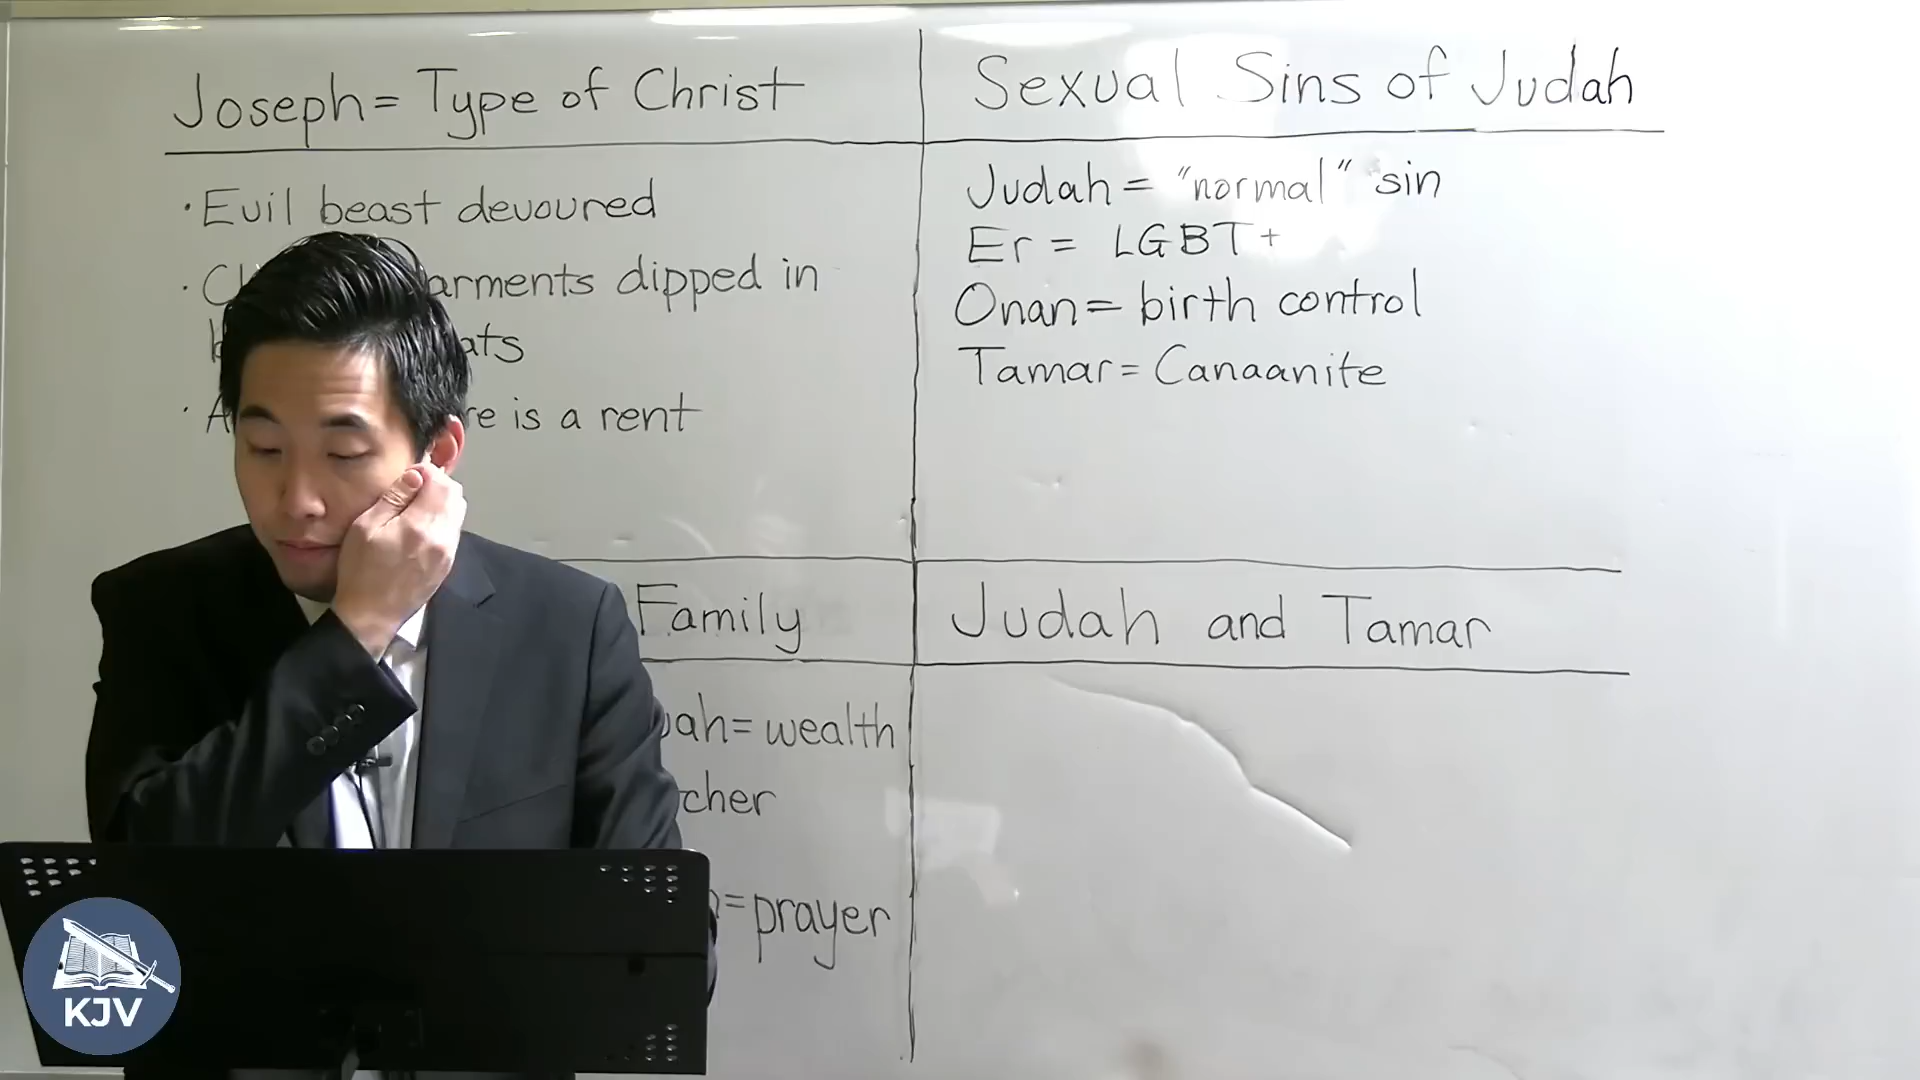 Joseph = Type of Christ
• Evil beast devoured
• arments dipped in
ats
• re is a rent
Sexual Sins of Judah
Judah = "normal" sin
Er = LGBT+
Onan = birth control
Tamar = Canaanite
Family
ah = wealth
cher
= prayer
Judah and Tamar
KJV